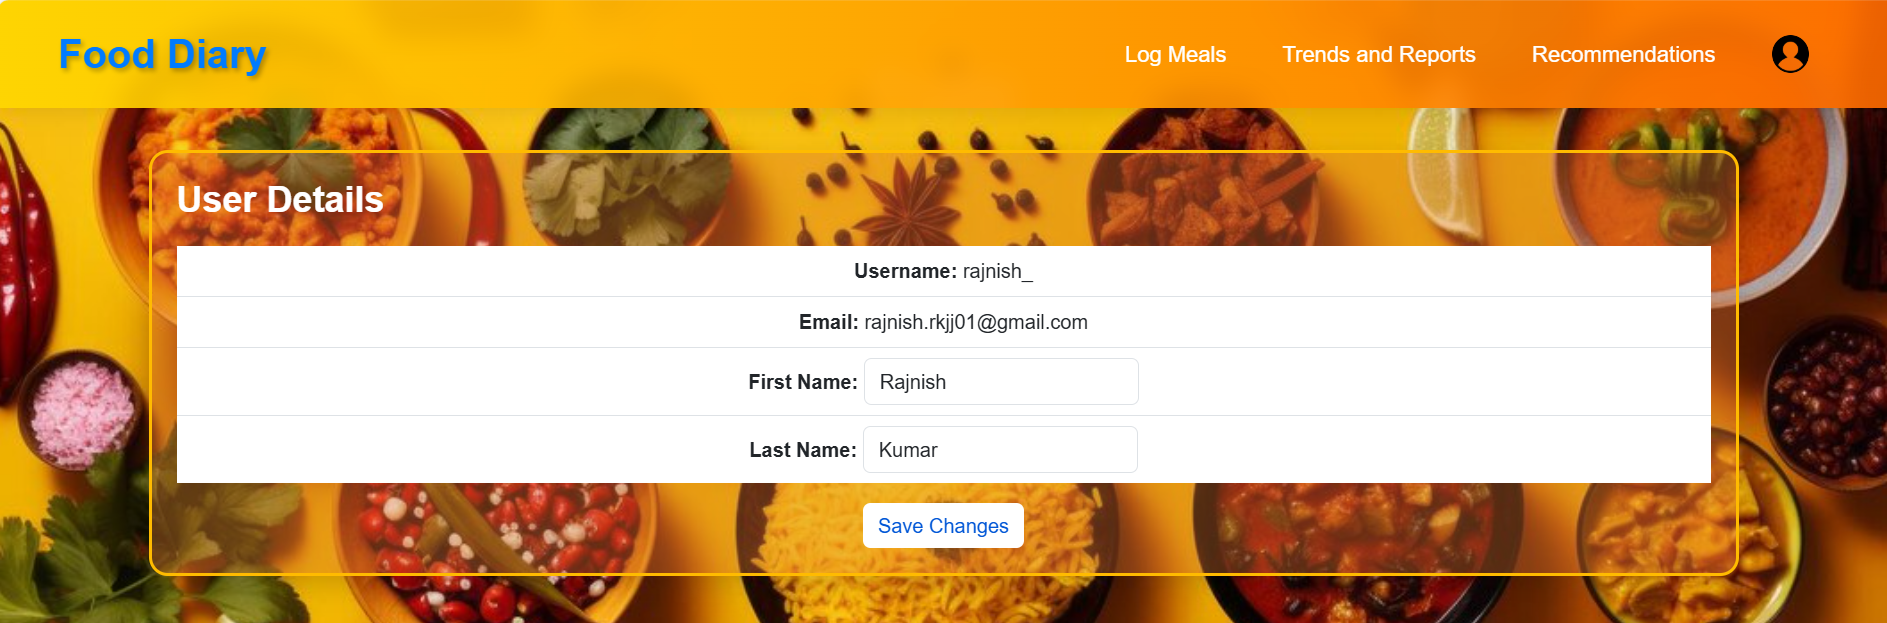 Food Diary
Log Meals Trends and Reports Recommendations
User Details
Username: rajnish_
Email: rajnish.rkjj01@gmail.com
First Name: Rajnish
Last Name: Kumar
Save Changes